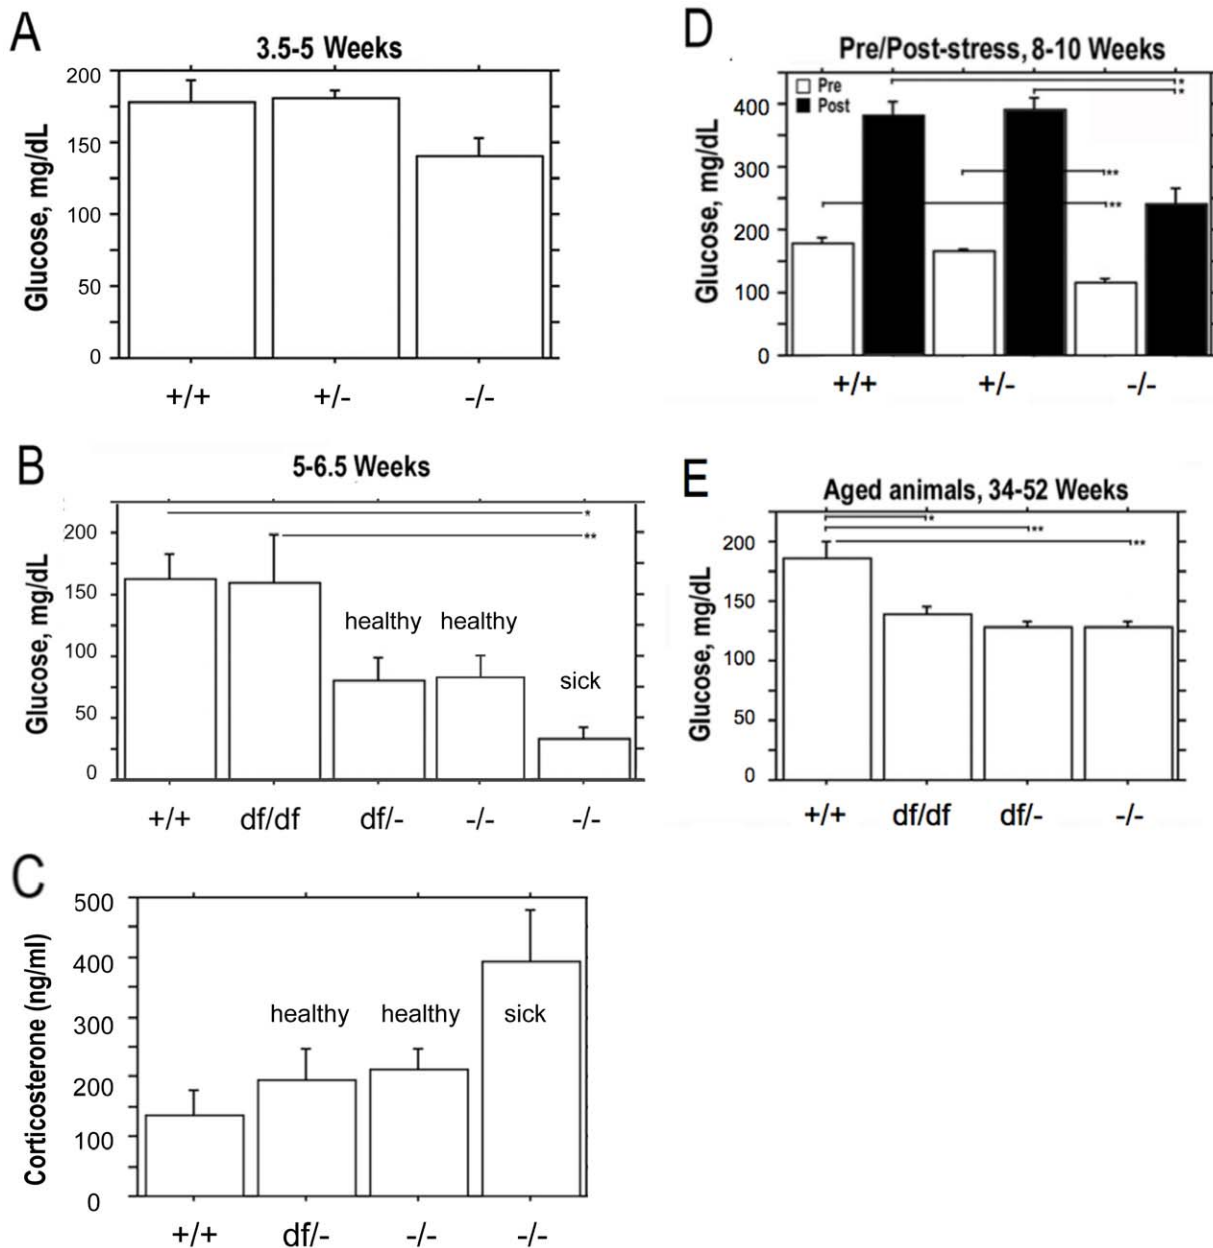 A
3.5-5 Weeks
Glucose, mg/dL
200
150
100
50
0
+/+ +/- -/-
B
5-6.5 Weeks
Glucose, mg/dL
200
150
100
50
0
*
**
healthy healthy
sick
+/+ df/df df/- -/- -/-
C
Corticosterone (ng/ml)
500
400
300
200
100
0
healthy healthy sick
+/+ df/- -/- -/-
D
Pre/Post-stress, 8-10 Weeks
Glucose, mg/dL
Pre
Post
400
300
200
100
0
*
*
**
**
+/+ +/- -/-
E
Aged animals, 34-52 Weeks
Glucose, mg/dL
200
150
100
50
0
*
**
**
+/+ df/df df/- -/-